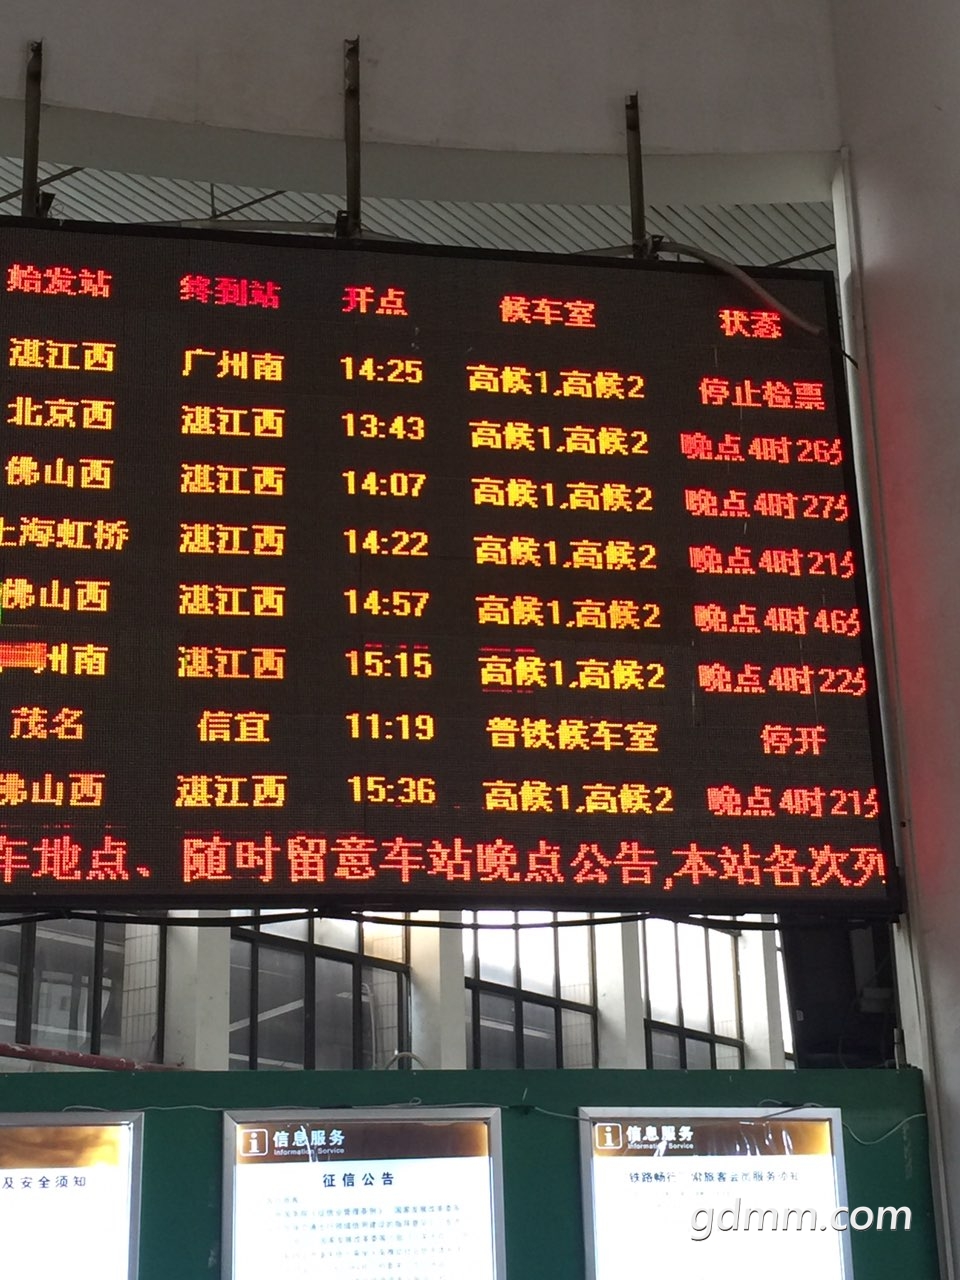 始发站 终到站 开点 候车室 状态
湛江西 广州南 14:25 高候1,高候2 停止检票
北京西 湛江西 13:43 高候1,高候2 晚点4时26分
佛山西 湛江西 14:07 高候1,高候2 晚点4时27分
上海虹桥 湛江西 14:22 高候1,高候2 晚点4时21分
佛山西 湛江西 14:57 高候1,高候2 晚点4时46分
州南 湛江西 15:15 高候1,高候2 晚点4时22分
茂名 信宜 11:19 普铁候车室 停开
佛山西 湛江西 15:36 高候1,高候2 晚点4时21分
车地点、随时留意车站晚点公告,本站各次列
及安全须知
i 信息服务
Information Service
征信公告
i 信息服务
Information Service
铁路畅行
gdmm.com